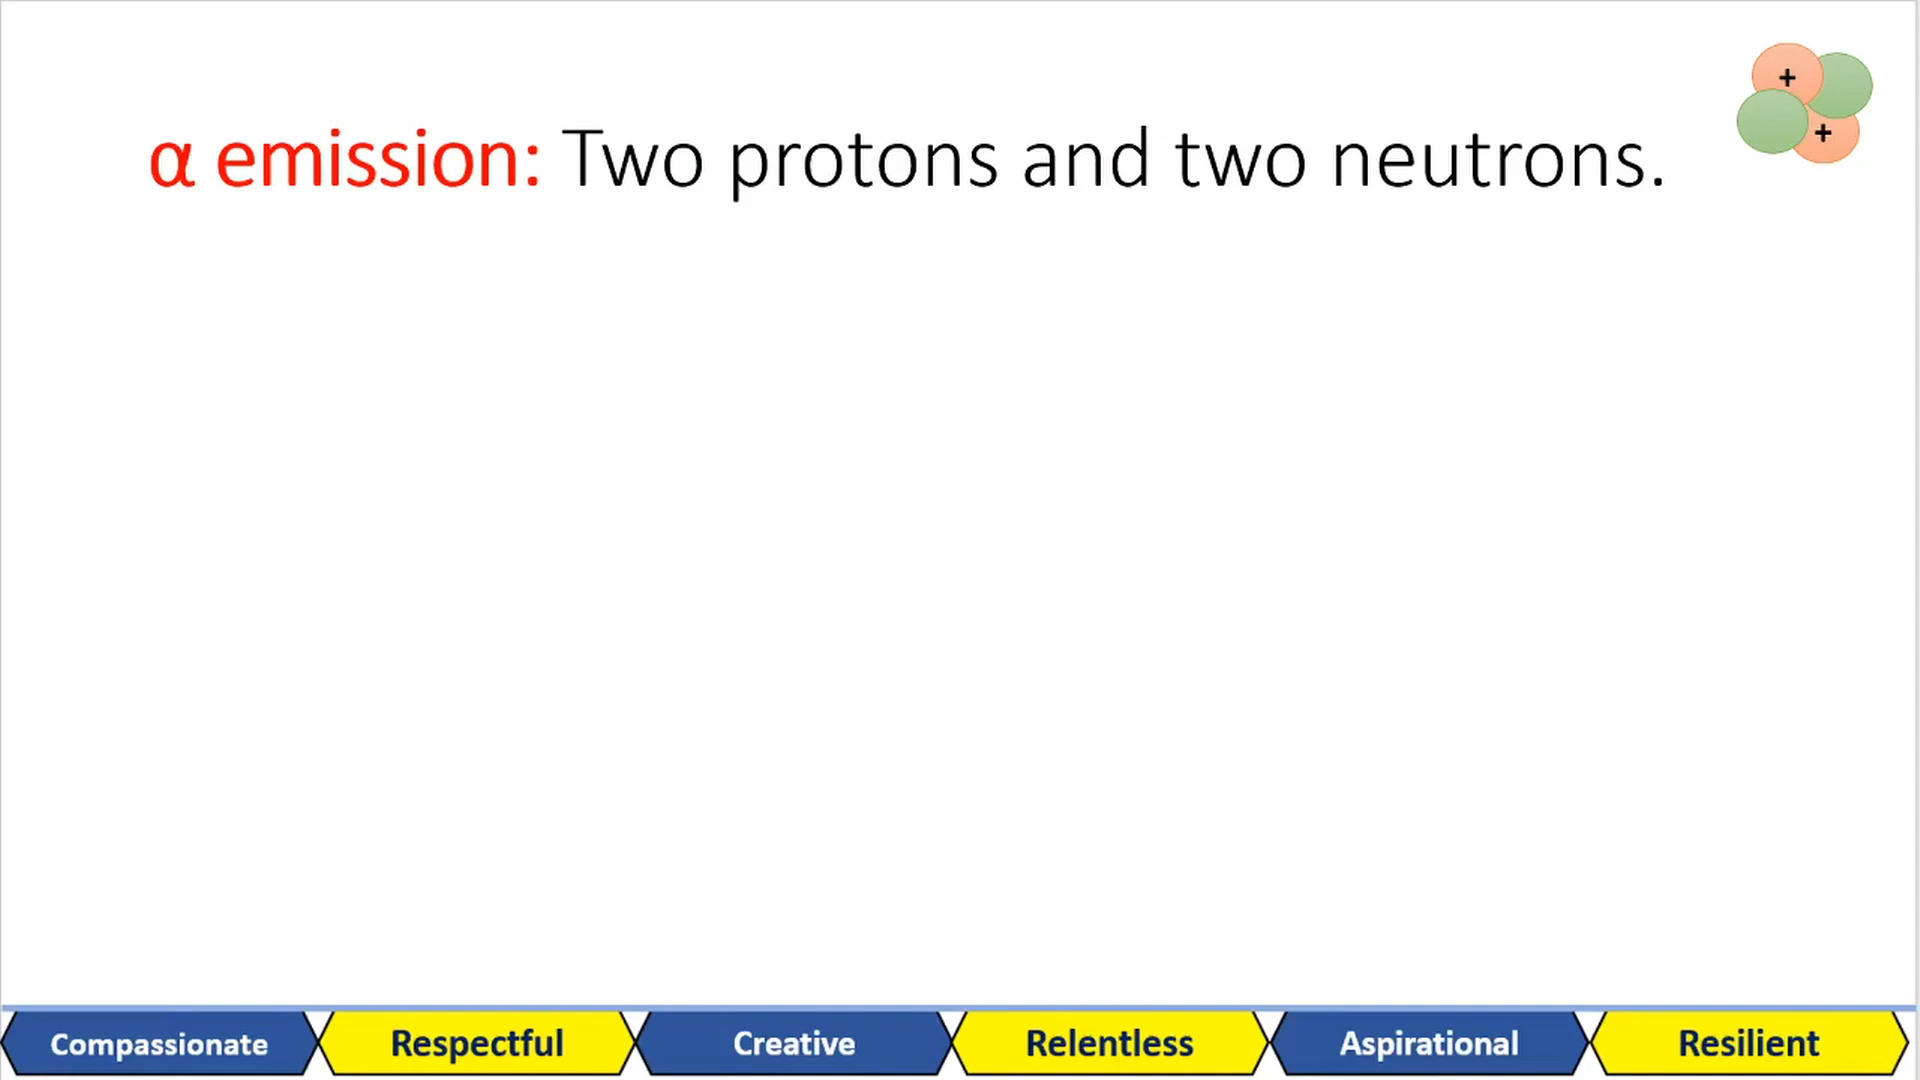 +
α emission: Two protons and two neutrons.
+
Compassionate
Respectful
Creative
Relentless
Aspirational
Resilient